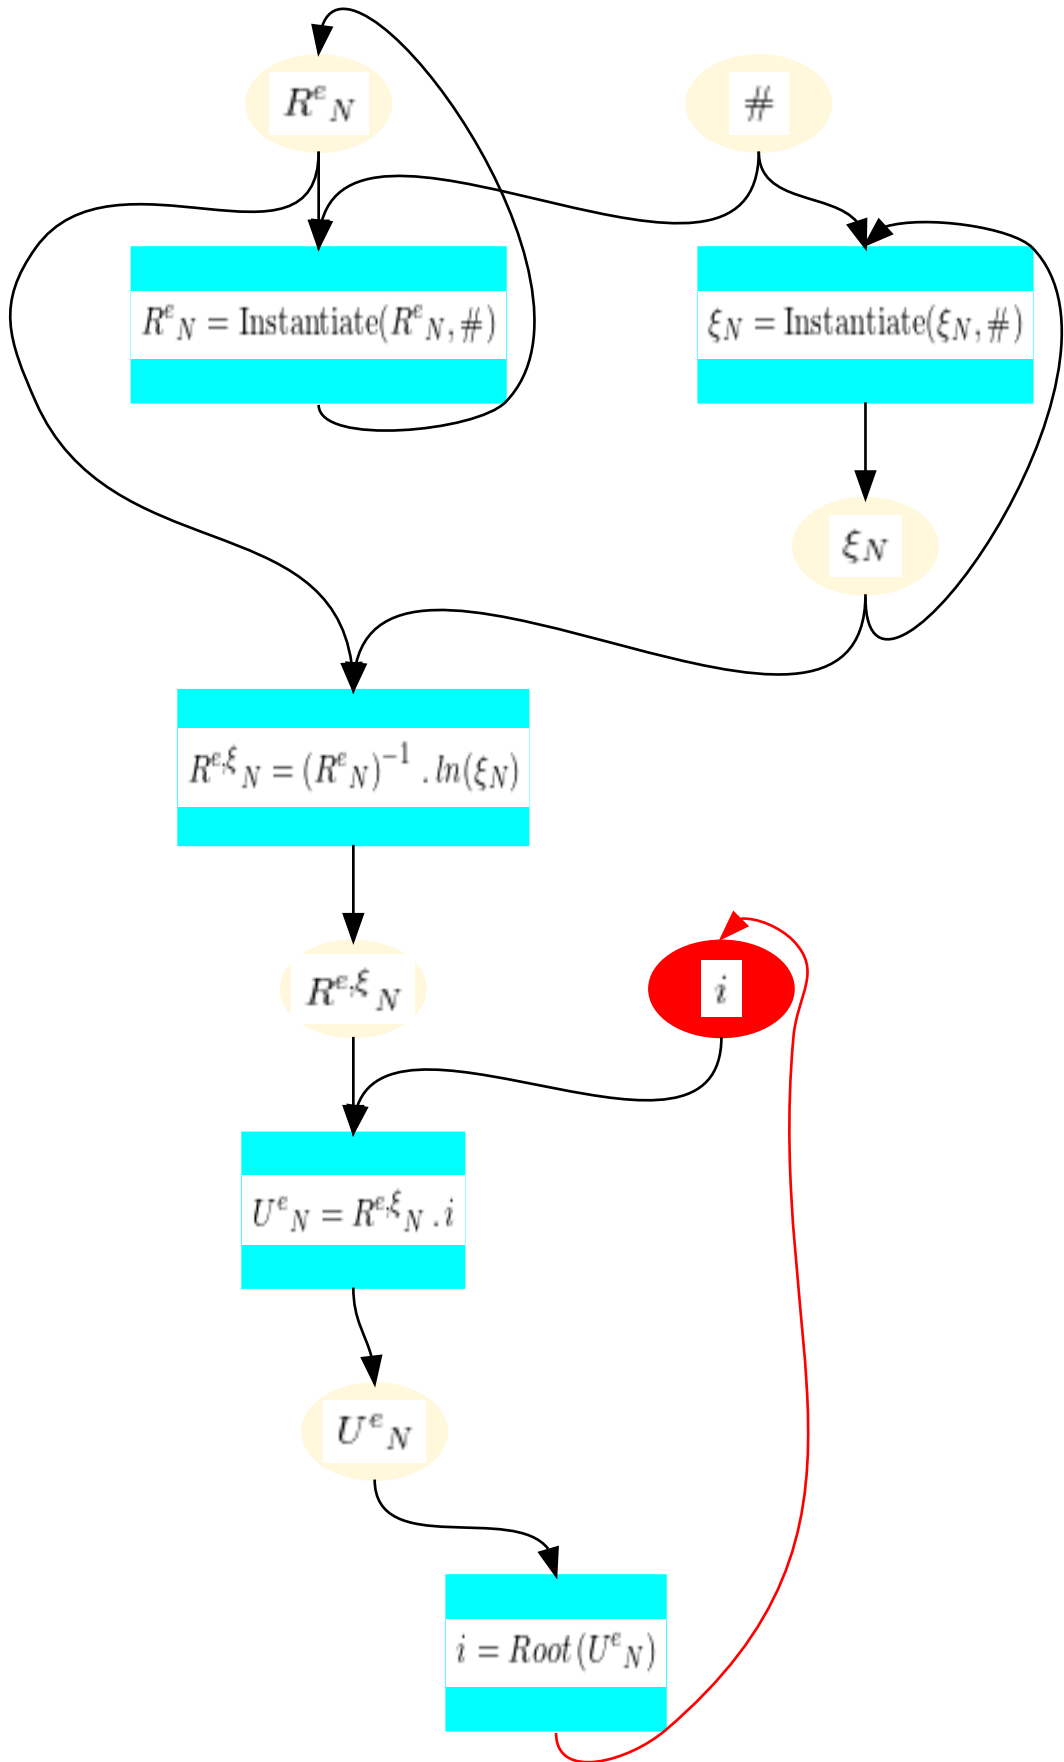 R^e_N
#
R^e_N = Instantiate(R^e_N, #)
ξ_N = Instantiate(ξ_N, #)
ξ_N
R^{e,ξ}_N = (R^e_N)^{-1} . ln(ξ_N)
R^{e,ξ}_N
i
U^e_N = R^{e,ξ}_N . i
U^e_N
i = Root(U^e_N)